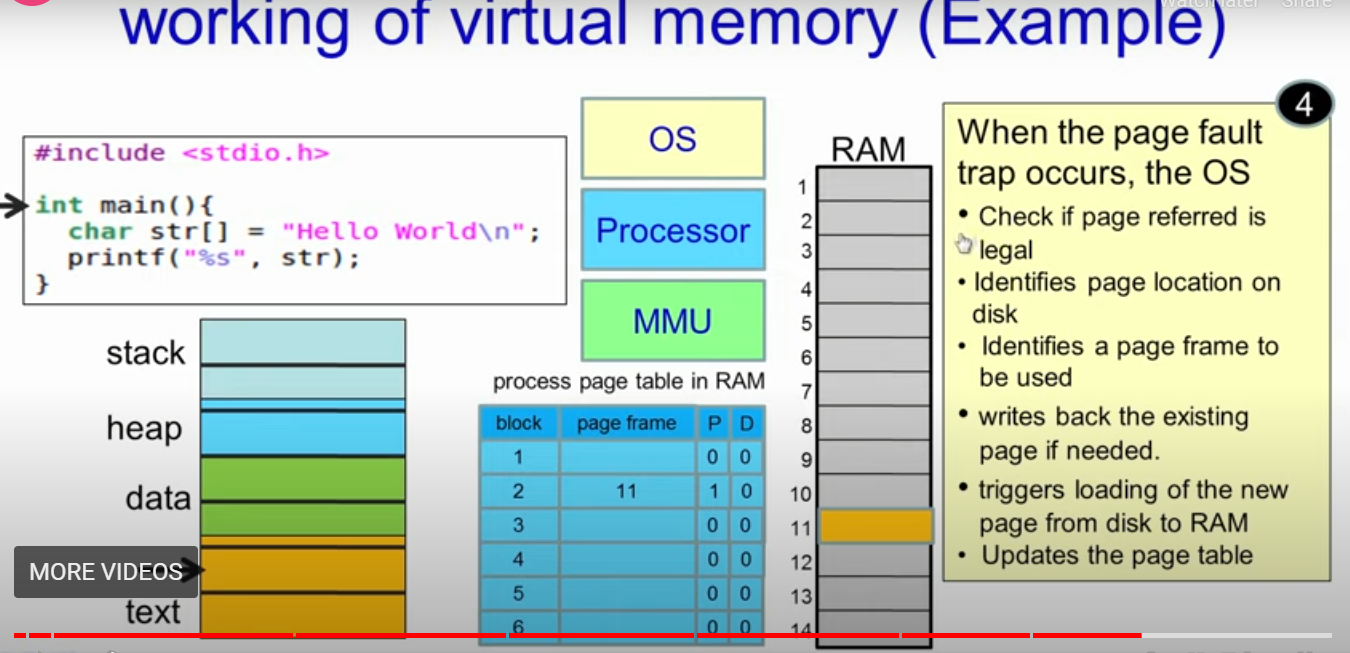 Watchlater Share
working of virtual memory (Example)
4
#include <stdio.h>
int main(){
char str[] = "Hello World\n";
printf("%s", str);
}
OS
Processor
MMU
RAM
1
2
3
4
5
6
7
8
9
10
11
12
13
14
When the page fault
trap occurs, the OS
• Check if page referred is
legal
• Identifies page location on
disk
• Identifies a page frame to
be used
• writes back the existing
page if needed.
• triggers loading of the new
page from disk to RAM
• Updates the page table
stack
heap
data
text
MORE VIDEOS
process page table in RAM
block page frame P D
1 0 0
2 11 1 0
3 0 0
4 0 0
5 0 0
6 0 0